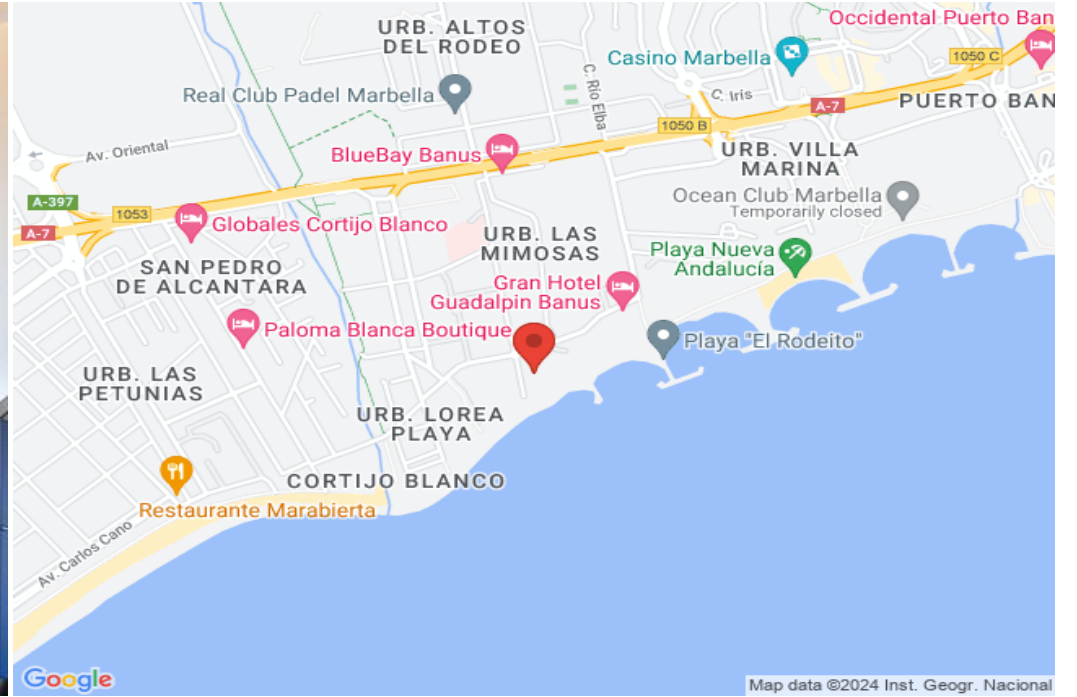 URB. ALTOS
DEL RODEO
Occidental Puerto Ban
Casino Marbella
1050 C
Real Club Padel Marbella
C. Río Elba
C. Iris
A-7
PUERTO BAN
1050 B
Av. Oriental
BlueBay Banus
URB. VILLA
MARINA
A-397
1053
Ocean Club Marbella
Temporarily closed
Globales Cortijo Blanco
A-7
URB. LAS
MIMOSAS
Playa Nueva
Andalucía
SAN PEDRO
DE ALCANTARA
Gran Hotel
Guadalpin Banus
Paloma Blanca Boutique
Playa "El Rodeito"
URB. LAS
PETUNIAS
URB. LOREA
PLAYA
CORTIJO BLANCO
Restaurante Marabierta
Av. Carlos Cano
Google
Map data ©2024 Inst. Geogr. Nacional